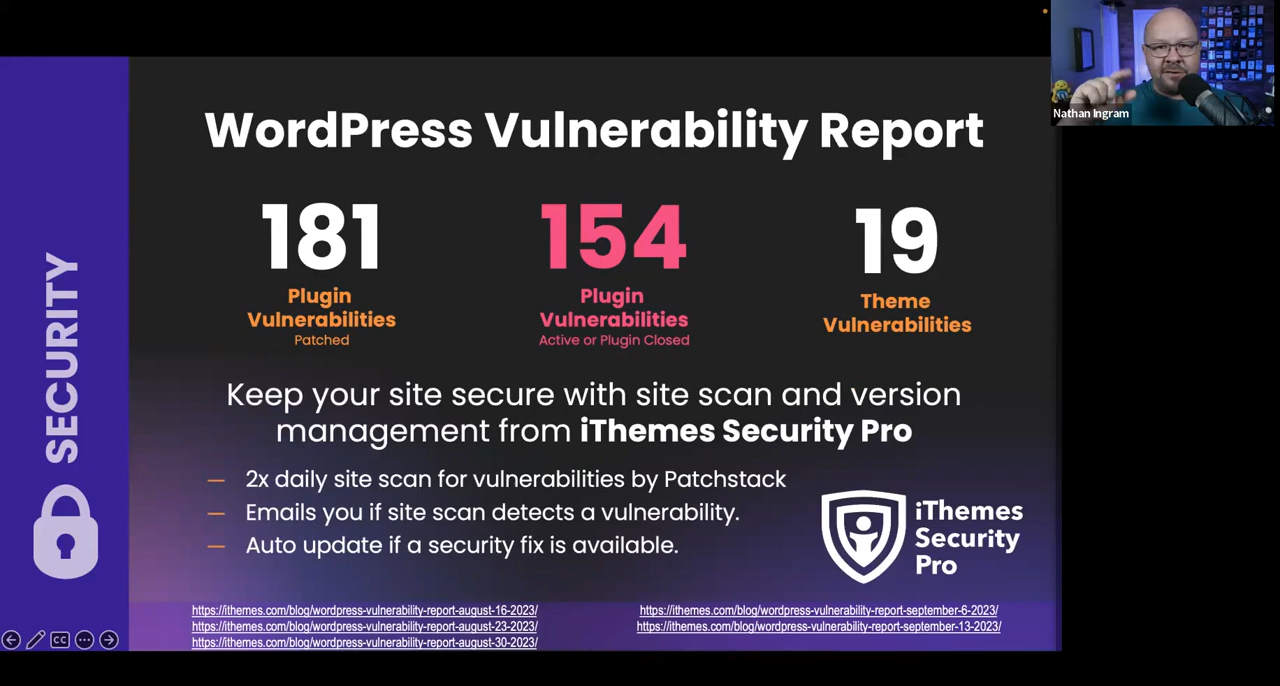 Nathan Ingram
SECURITY
WordPress Vulnerability Report
181
Plugin
Vulnerabilities
Patched
154
Plugin
Vulnerabilities
Active or Plugin Closed
19
Theme
Vulnerabilities
Keep your site secure with site scan and version
management from iThemes Security Pro
— 2x daily site scan for vulnerabilities by Patchstack
— Emails you if site scan detects a vulnerability.
— Auto update if a security fix is available.
iThemes
Security
Pro
https://ithemes.com/blog/wordpress-vulnerability-report-august-16-2023/
https://ithemes.com/blog/wordpress-vulnerability-report-august-23-2023/
https://ithemes.com/blog/wordpress-vulnerability-report-august-30-2023/
https://ithemes.com/blog/wordpress-vulnerability-report-september-6-2023/
https://ithemes.com/blog/wordpress-vulnerability-report-september-13-2023/
CC